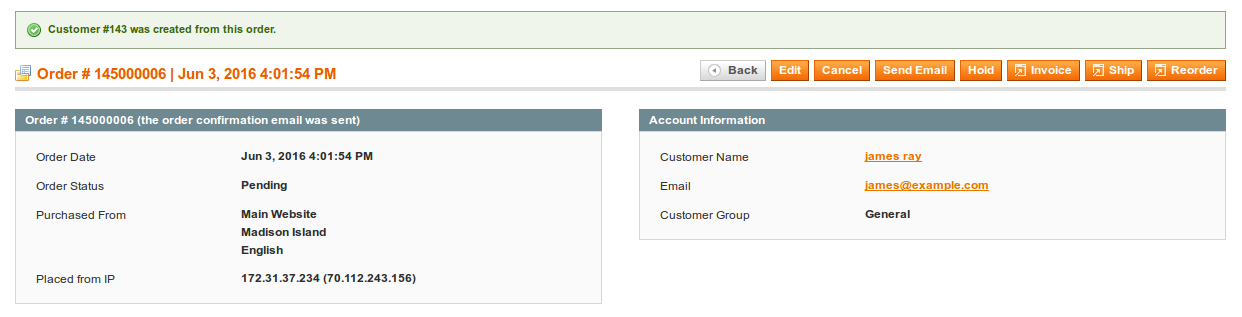 Customer #143 was created from this order.
Order # 145000006 | Jun 3, 2016 4:01:54 PM
Back Edit Cancel Send Email Hold Invoice Ship Reorder
Order # 145000006 (the order confirmation email was sent)
Order Date Jun 3, 2016 4:01:54 PM
Order Status Pending
Purchased From Main Website
Madison Island
English
Placed from IP 172.31.37.234 (70.112.243.156)
Account Information
Customer Name james ray
Email james@example.com
Customer Group General